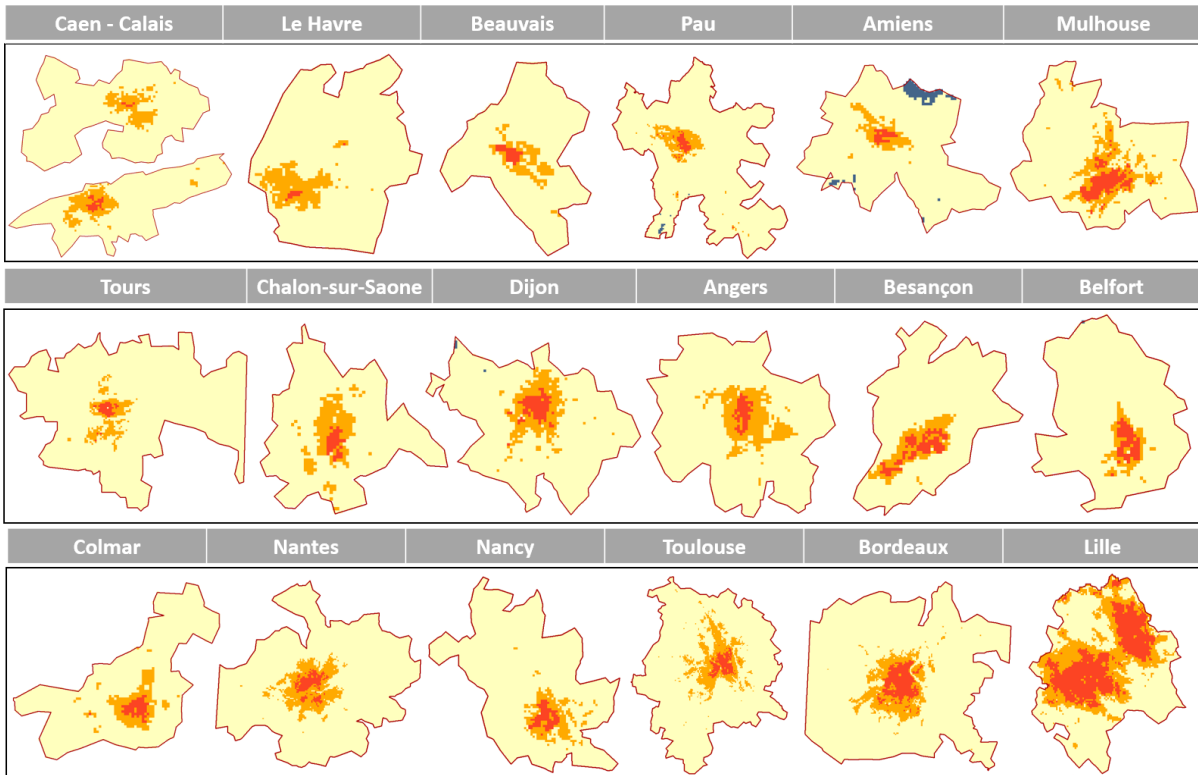 Caen - Calais Le Havre Beauvais Pau Amiens Mulhouse
Tours Chalon-sur-Saone Dijon Angers Besançon Belfort
Colmar Nantes Nancy Toulouse Bordeaux Lille